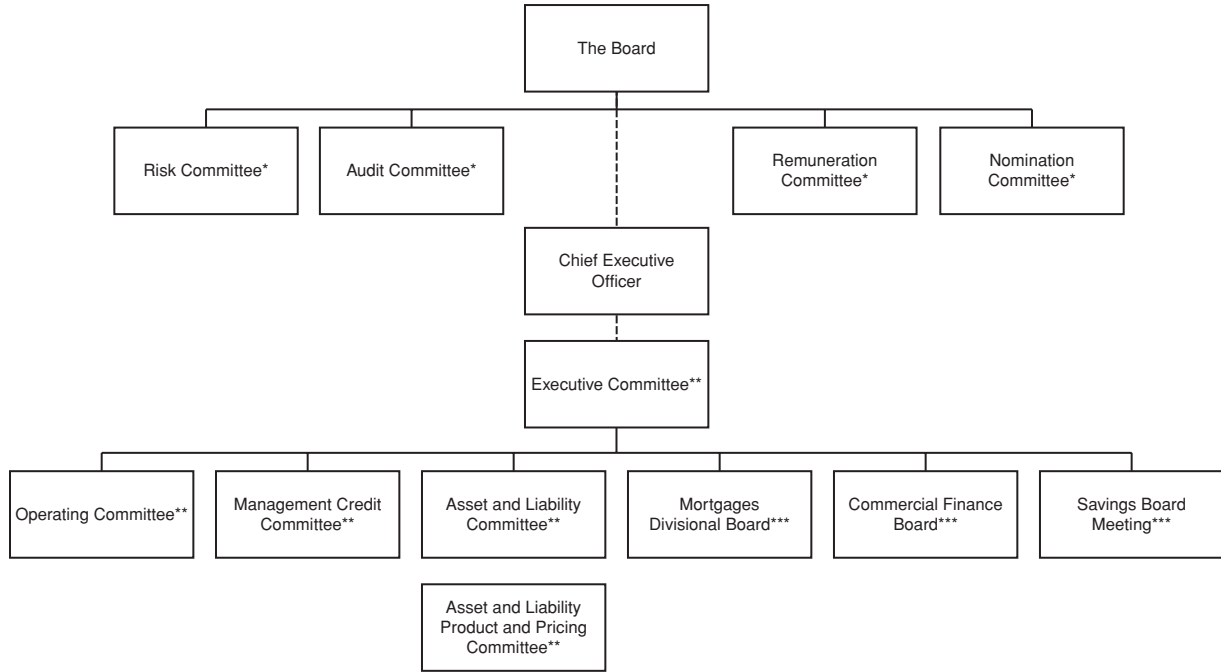 The Board
Risk Committee*
Audit Committee*
Remuneration
Committee*
Nomination
Committee*
Chief Executive
Officer
Executive Committee**
Operating Committee**
Management Credit
Committee**
Asset and Liability
Committee**
Mortgages
Divisional Board***
Commercial Finance
Board***
Savings Board
Meeting***
Asset and Liability
Product and Pricing
Committee**